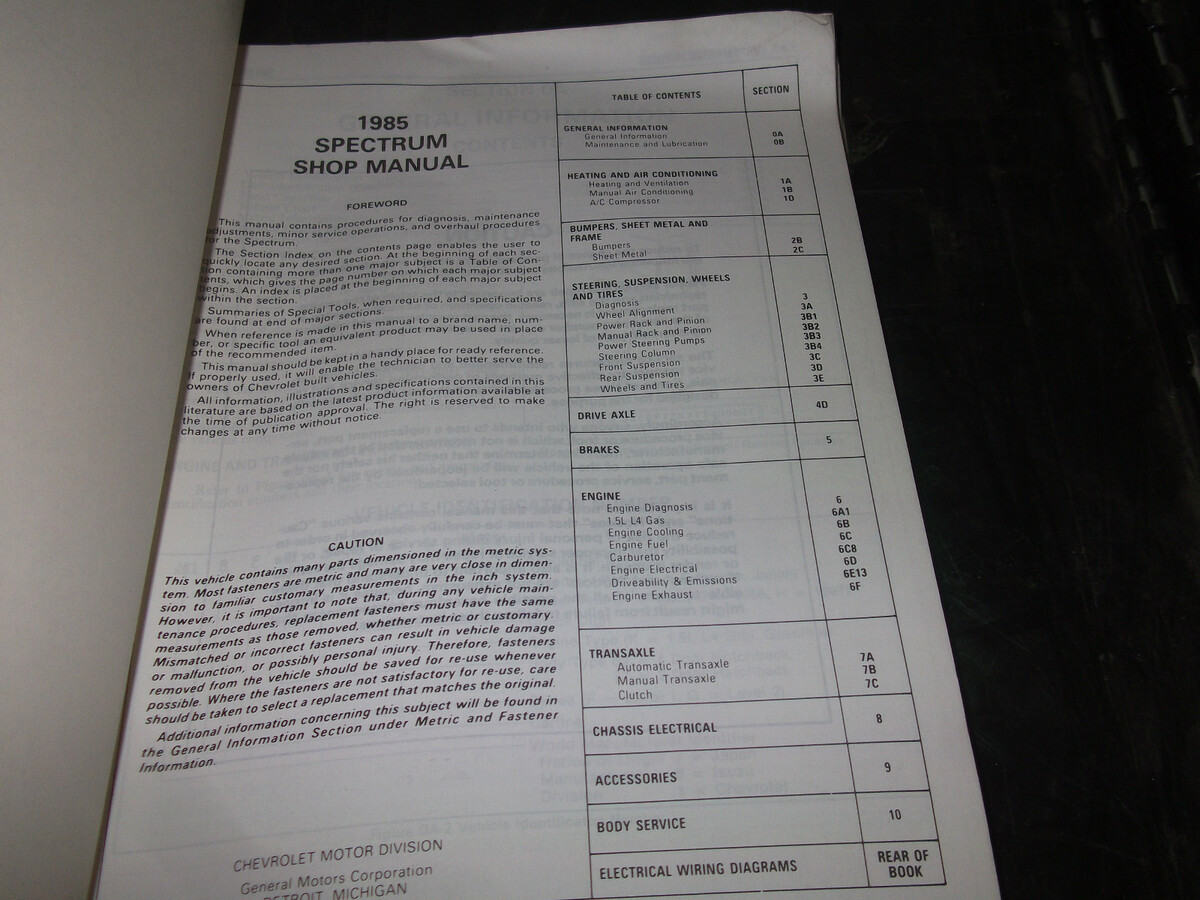 1985
SPECTRUM
SHOP MANUAL
FOREWORD
This manual contains procedures for diagnosis, maintenance
adjustments, minor service operations, and overhaul procedures
for the Spectrum.
The Section Index on the contents page enables the user to
quickly locate any desired section. At the beginning of each sec-
tion containing more than one major subject is a Table of Con-
tents, which gives the page number on which each major subject
begins. An index is placed at the beginning of each major subject
within the section.
Summaries of Special Tools, when required, and specifications
are found at end of major sections.
When reference is made in this manual to a brand name, num-
ber, or specific tool an equivalent product may be used in place
of the recommended item.
This manual should be kept in a handy place for ready reference.
If properly used, it will enable the technician to better serve the
owners of Chevrolet built vehicles.
All information, illustrations and specifications contained in this
literature are based on the latest product information available at
the time of publication approval. The right is reserved to make
changes at any time without notice.
CAUTION
This vehicle contains many parts dimensioned in the metric sys-
tem. Most fasteners are metric and many are very close in dimen-
sion to familiar customary measurements in the inch system.
However, it is important to note that, during any vehicle main-
tenance procedures, replacement fasteners must have the same
measurements as those removed, whether metric or customary.
Mismatched or incorrect fasteners can result in vehicle damage
or malfunction, or possibly personal injury. Therefore, fasteners
removed from the vehicle should be saved for re-use whenever
possible. Where the fasteners are not satisfactory for re-use, care
should be taken to select a replacement that matches the original.
Additional information concerning this subject will be found in
the General Information Section under Metric and Fastener
Information.
CHEVROLET MOTOR DIVISION
General Motors Corporation
DETROIT, MICHIGAN
TABLE OF CONTENTS SECTION
GENERAL INFORMATION
General Information 0A
Maintenance and Lubrication 0B
HEATING AND AIR CONDITIONING
Heating and Ventilation 1A
Manual Air Conditioning 1B
A/C Compressor 1D
BUMPERS, SHEET METAL AND
FRAME
Bumpers 2B
Sheet Metal 2C
STEERING, SUSPENSION, WHEELS
AND TIRES
Diagnosis 3
Wheel Alignment 3A
Power Rack and Pinion 3B1
Manual Rack and Pinion 3B2
Power Steering Pumps 3B3
Steering Column 3B4
Front Suspension 3C
Rear Suspension 3D
Wheels and Tires 3E
DRIVE AXLE 4D
BRAKES 5
ENGINE
Engine Diagnosis 6
1.5L L4 Gas 6A1
Engine Cooling 6B
Engine Fuel 6C
Carburetor 6C8
Engine Electrical 6D
Driveability & Emissions 6E13
Engine Exhaust 6F
TRANSAXLE
Automatic Transaxle 7A
Manual Transaxle 7B
Clutch 7C
CHASSIS ELECTRICAL 8
ACCESSORIES 9
BODY SERVICE 10
ELECTRICAL WIRING DIAGRAMS REAR OF
BOOK